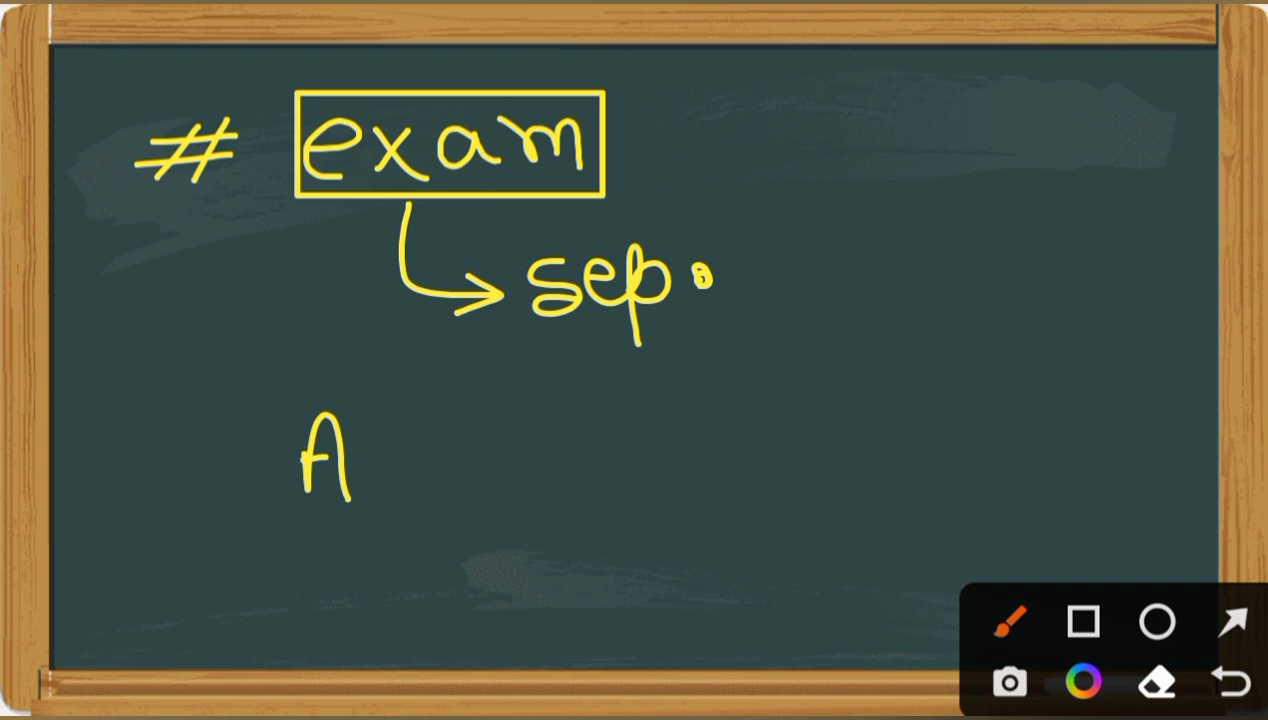 # exam
→ sep.
A